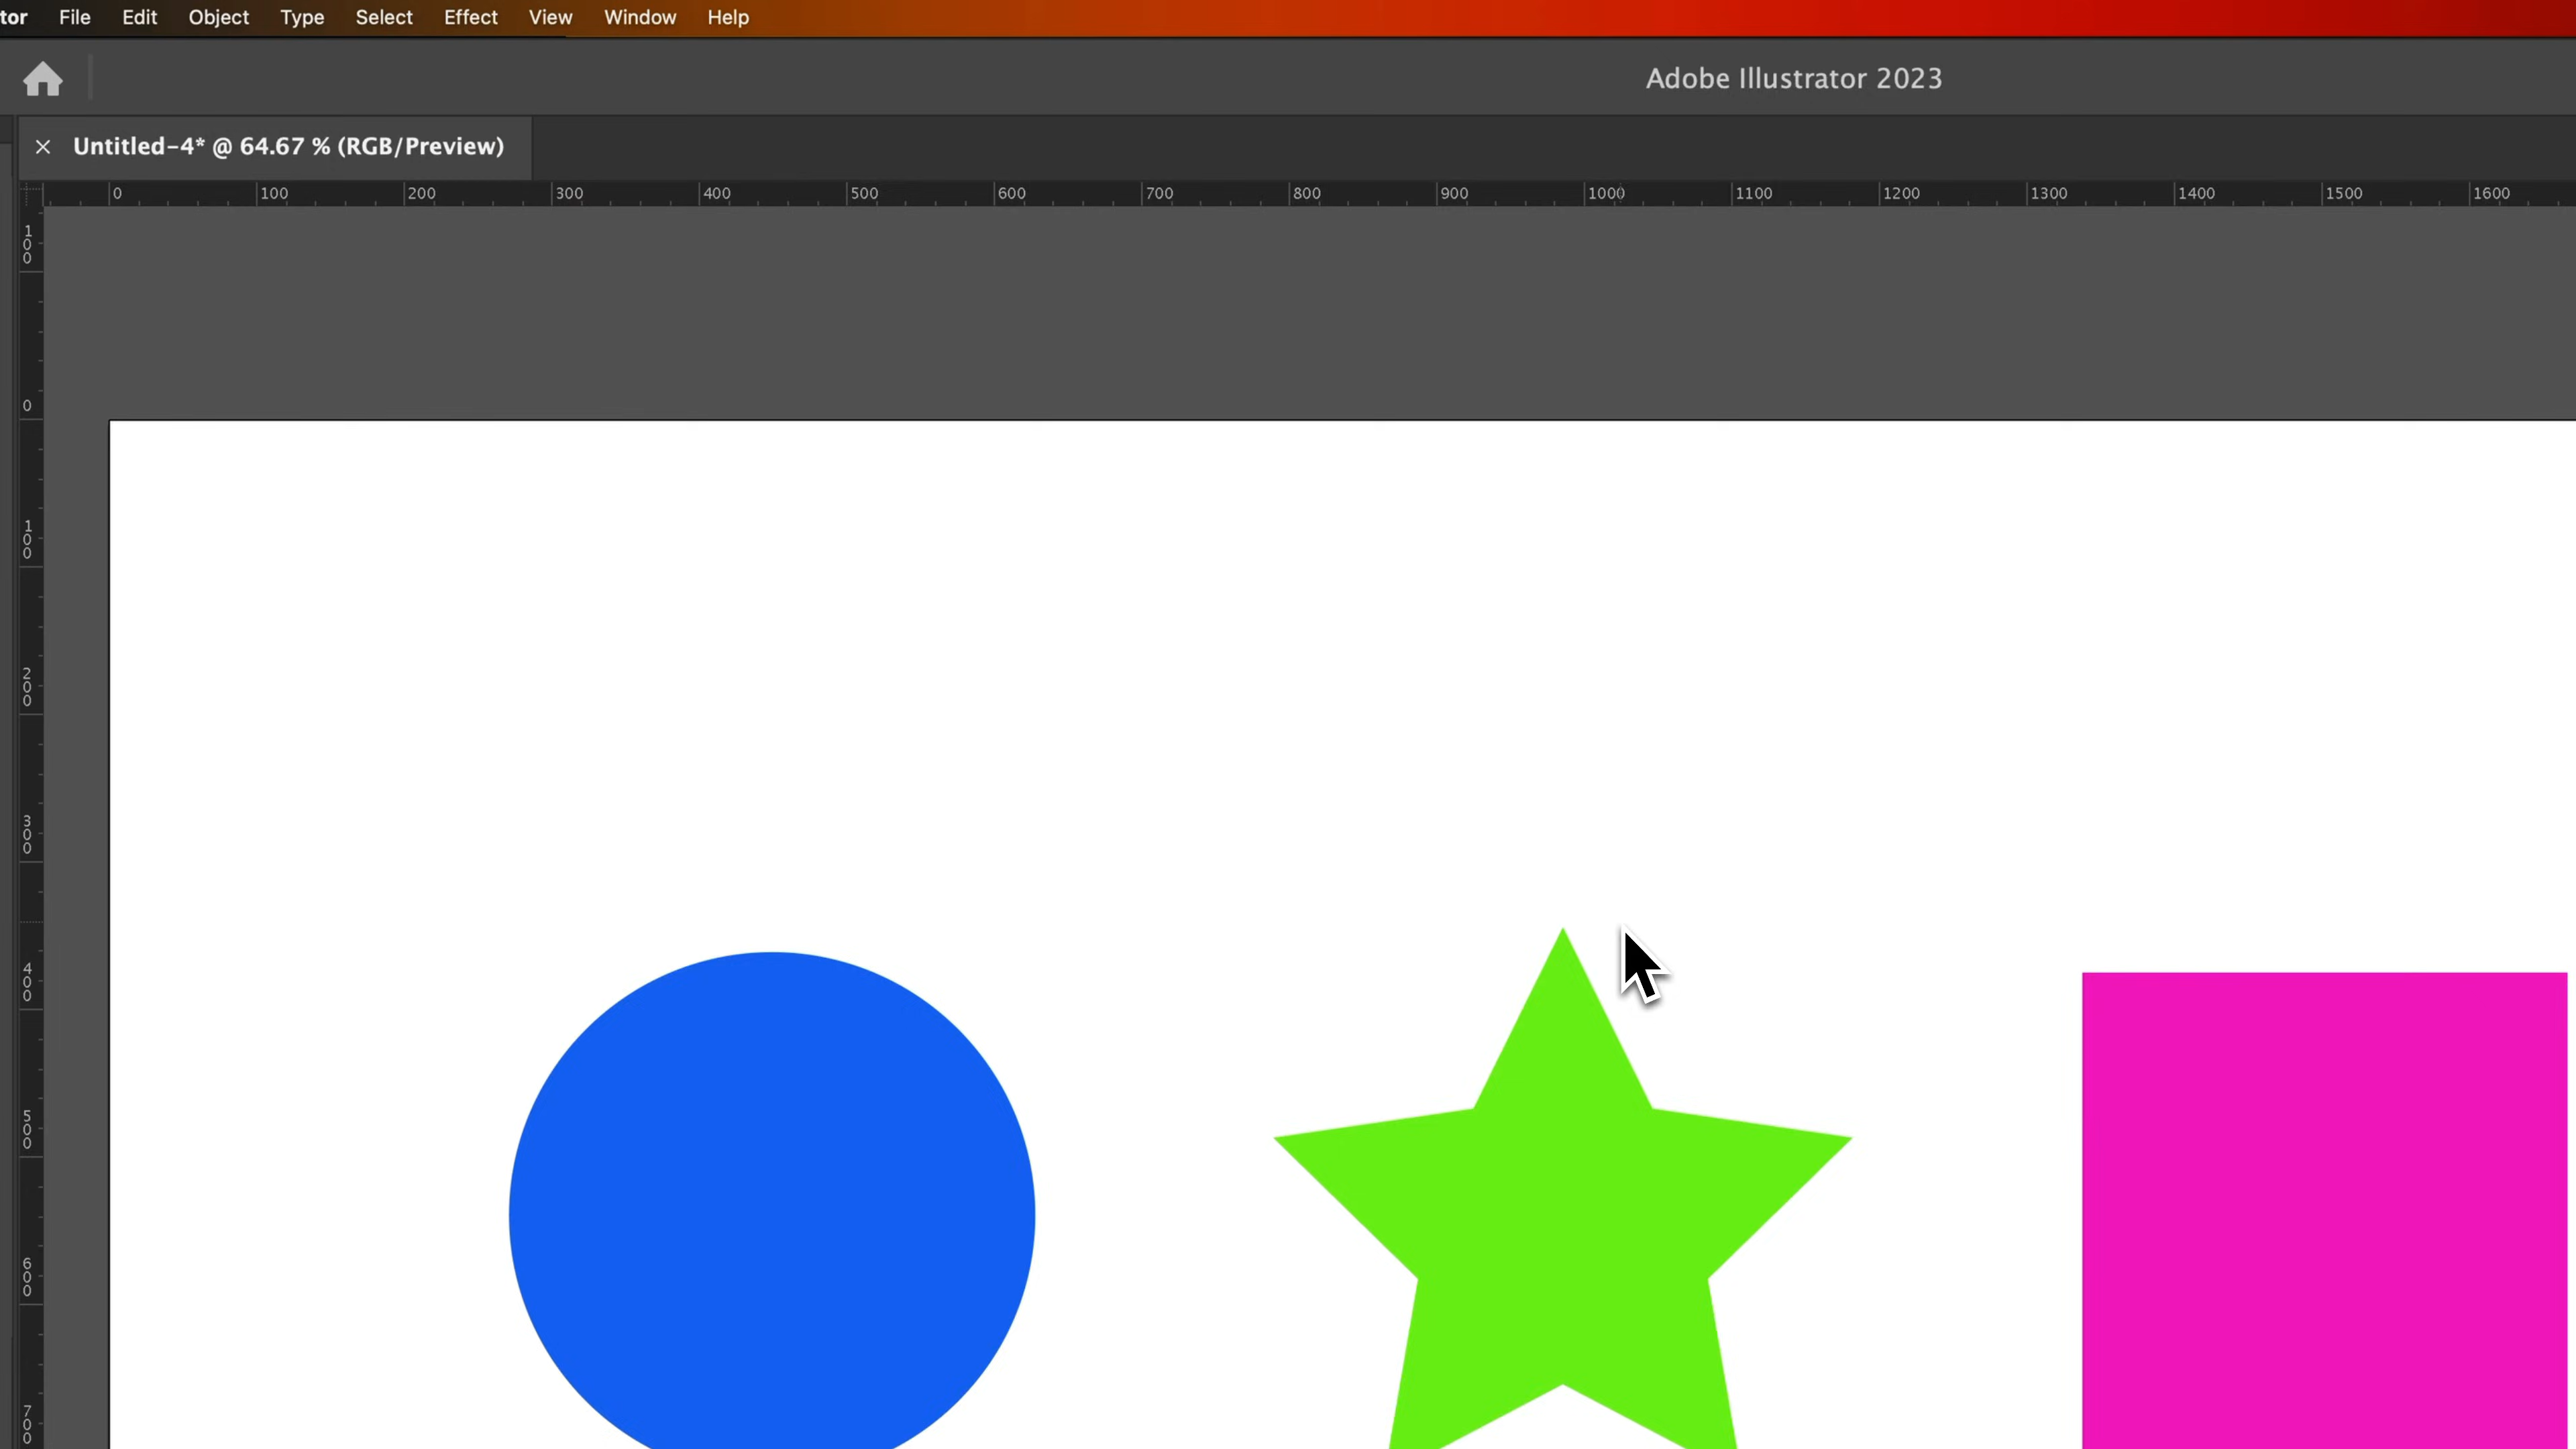 tor File Edit Object Type Select Effect View Window Help
Adobe Illustrator 2023
× Untitled-4* @ 64.67 % (RGB/Preview)
0 100 200 300 400 500 600 700 800 900 1000 1100 1200 1300 1400 1500 1600
100
0
100
200
300
400
500
600
700